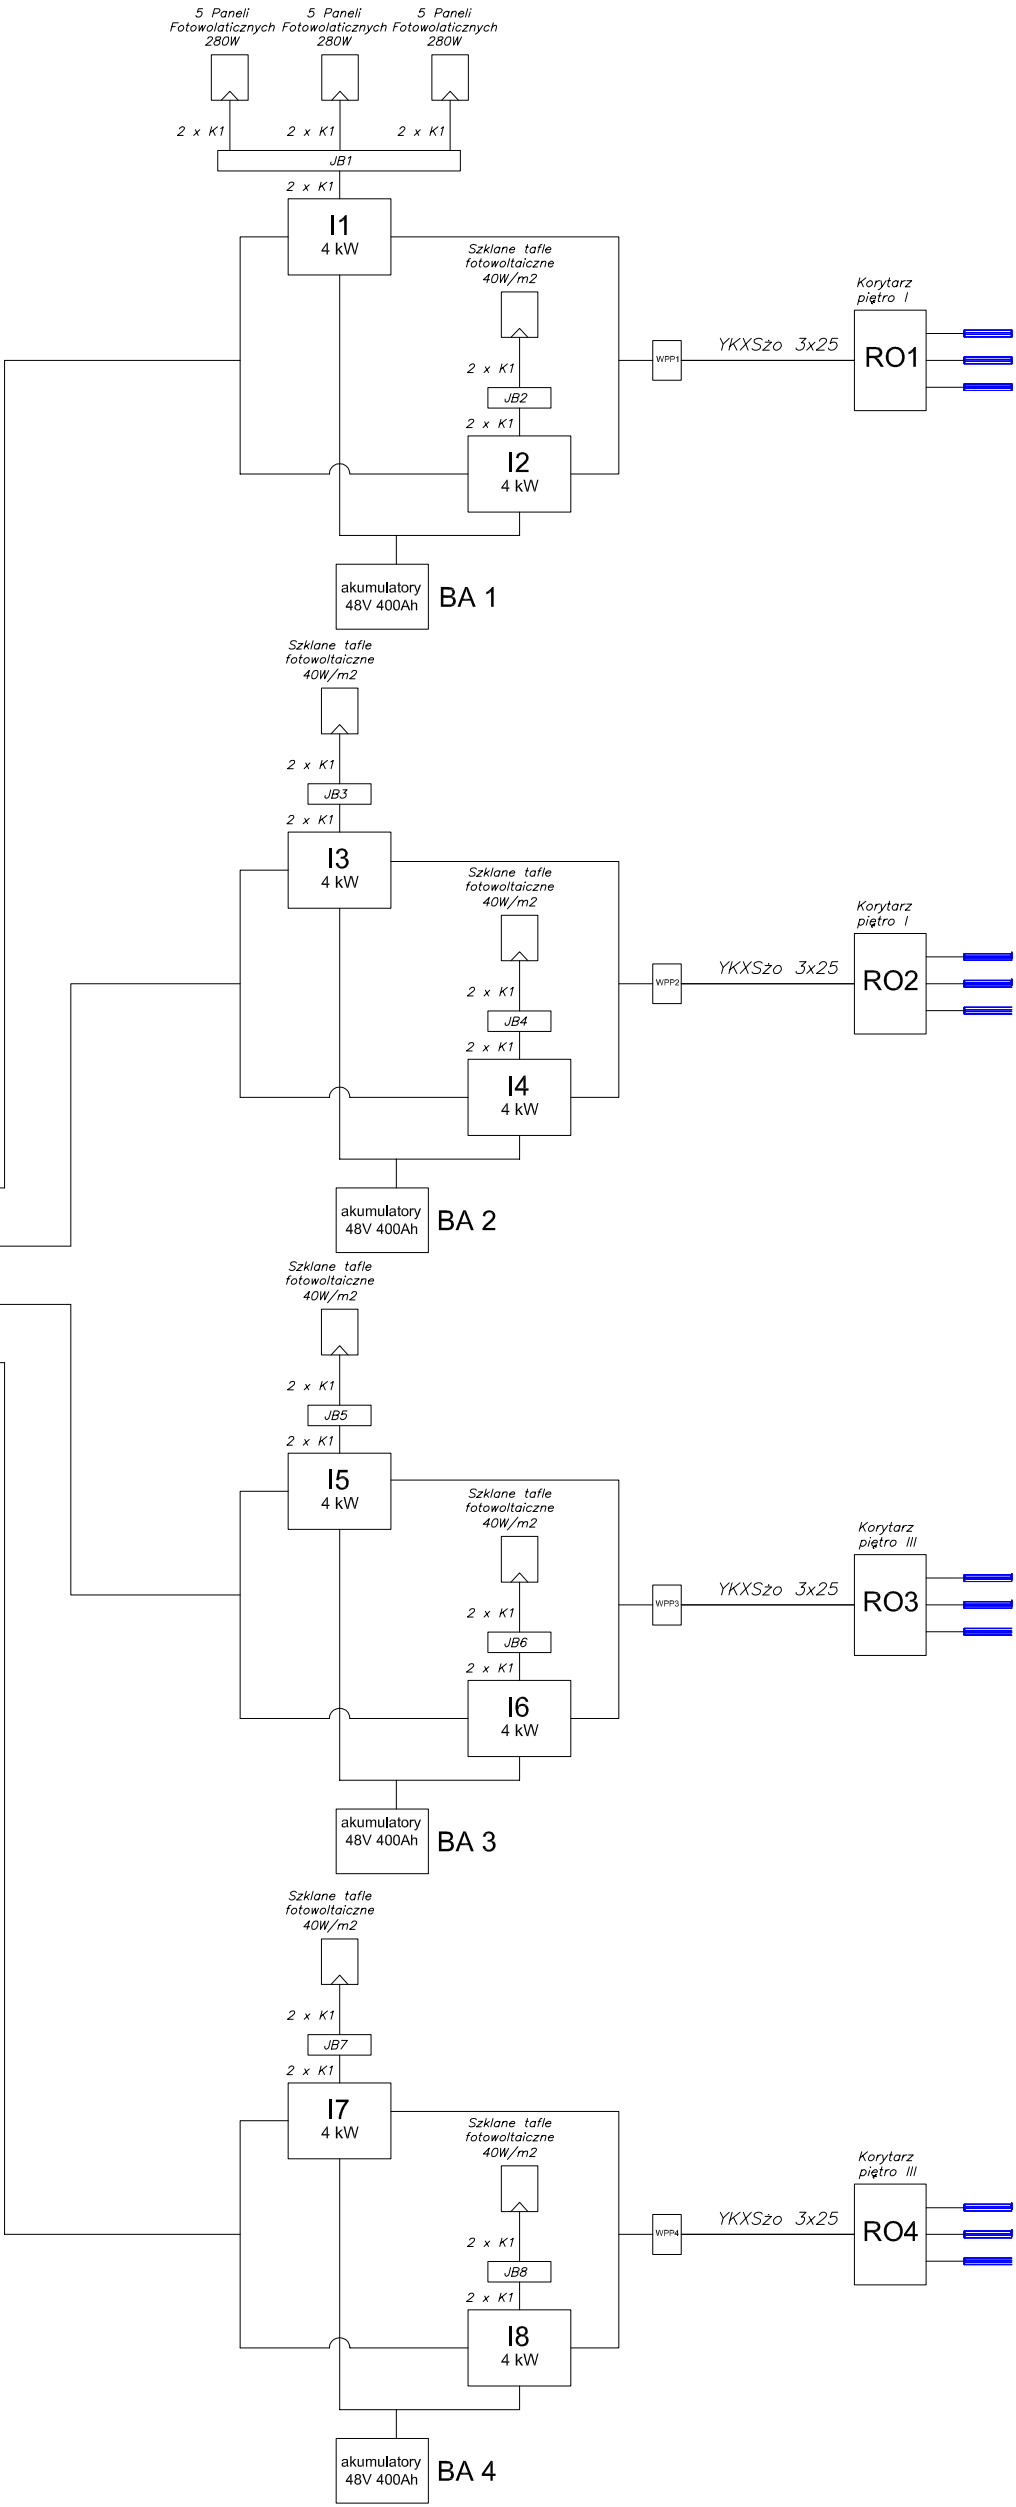 5 Paneli
Fotowolaticznych
280W
5 Paneli
Fotowolaticznych
280W
5 Paneli
Fotowolaticznych
280W
2 x K1
2 x K1
2 x K1
JB1
2 x K1
I1
4 kW
Szklane tafle
fotowoltaiczne
40W/m2
2 x K1
JB2
2 x K1
I2
4 kW
WPP1
YKXSżo 3x25
Korytarz
piętro I
RO1
akumulatory
48V 400Ah
BA 1
Szklane tafle
fotowoltaiczne
40W/m2
2 x K1
JB3
2 x K1
I3
4 kW
Szklane tafle
fotowoltaiczne
40W/m2
2 x K1
JB4
2 x K1
I4
4 kW
WPP2
YKXSżo 3x25
Korytarz
piętro I
RO2
akumulatory
48V 400Ah
BA 2
Szklane tafle
fotowoltaiczne
40W/m2
2 x K1
JB5
2 x K1
I5
4 kW
Szklane tafle
fotowoltaiczne
40W/m2
2 x K1
JB6
2 x K1
I6
4 kW
WPP3
YKXSżo 3x25
Korytarz
piętro III
RO3
akumulatory
48V 400Ah
BA 3
Szklane tafle
fotowoltaiczne
40W/m2
2 x K1
JB7
2 x K1
I7
4 kW
Szklane tafle
fotowoltaiczne
40W/m2
2 x K1
JB8
2 x K1
I8
4 kW
WPP4
YKXSżo 3x25
Korytarz
piętro III
RO4
akumulatory
48V 400Ah
BA 4